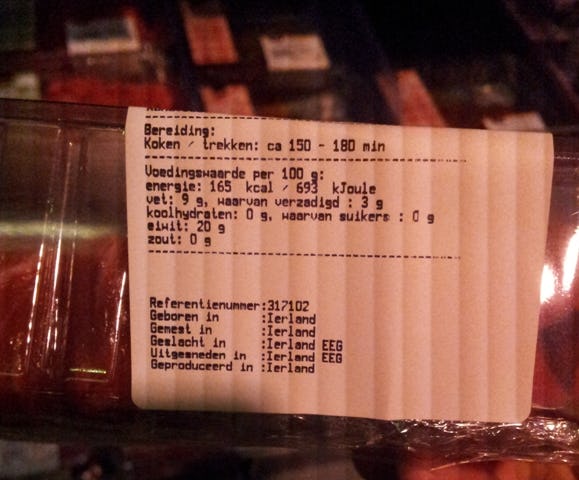 Bereiding:
Koken / trekken: ca 150 - 180 min
Voedingswaarde per 100 g:
energie: 165 kcal / 693 kJoule
vet: 9 g, waarvan verzadigd : 3 g
koolhydraten: 0 g, waarvan suikers : 0 g
eiwit: 20 g
zout: 0 g
Referentienummer:317102
Geboren in :Ierland
Gemest in :Ierland
Geslacht in :Ierland EEG
Uitgesneden in :Ierland EEG
Geproduceerd in :Ierland